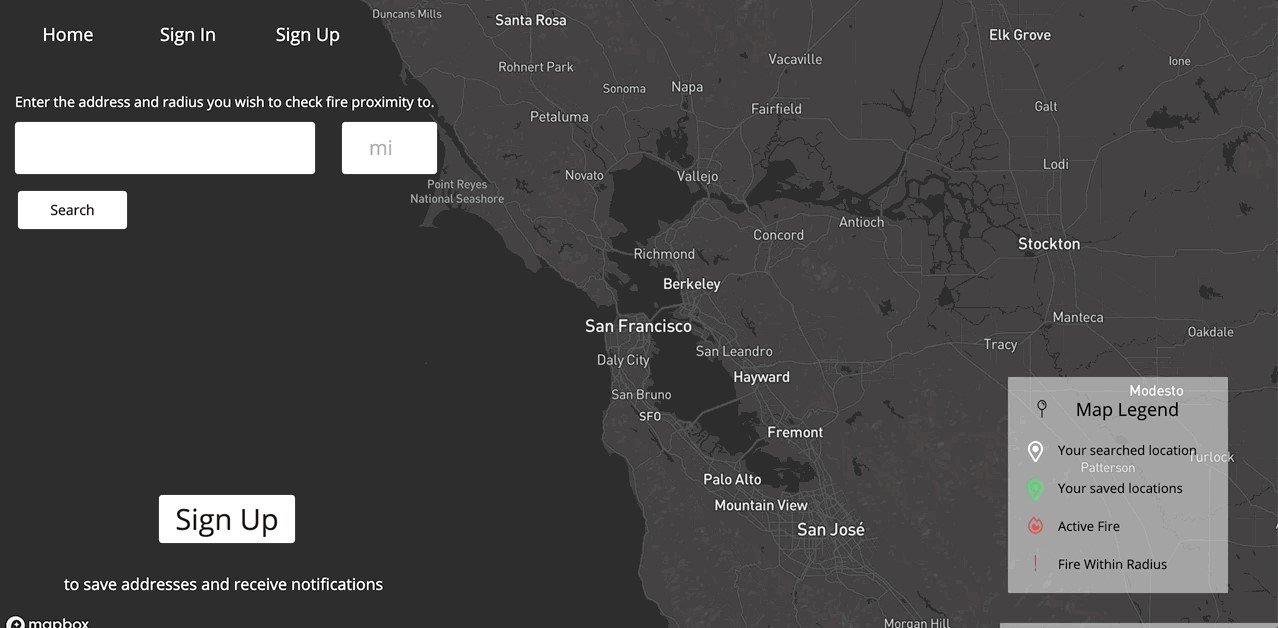 Home Sign In Sign Up
Enter the address and radius you wish to check fire proximity to.
mi
Search
Sign Up
to save addresses and receive notifications
mapbox
Duncans Mills
Santa Rosa
Elk Grove
Rohnert Park
Vacaville
Ione
Sonoma
Napa
Petaluma
Fairfield
Galt
Lodi
Novato
Vallejo
Point Reyes
National Seashore
Antioch
Concord
Stockton
Richmond
Berkeley
San Francisco
Manteca
Oakdale
Tracy
Daly City
San Leandro
Hayward
San Bruno
SFO
Fremont
Palo Alto
Mountain View
San José
Morgan Hill
Modesto
Map Legend
Your searched location
Turlock
Patterson
Your saved locations
Active Fire
Fire Within Radius